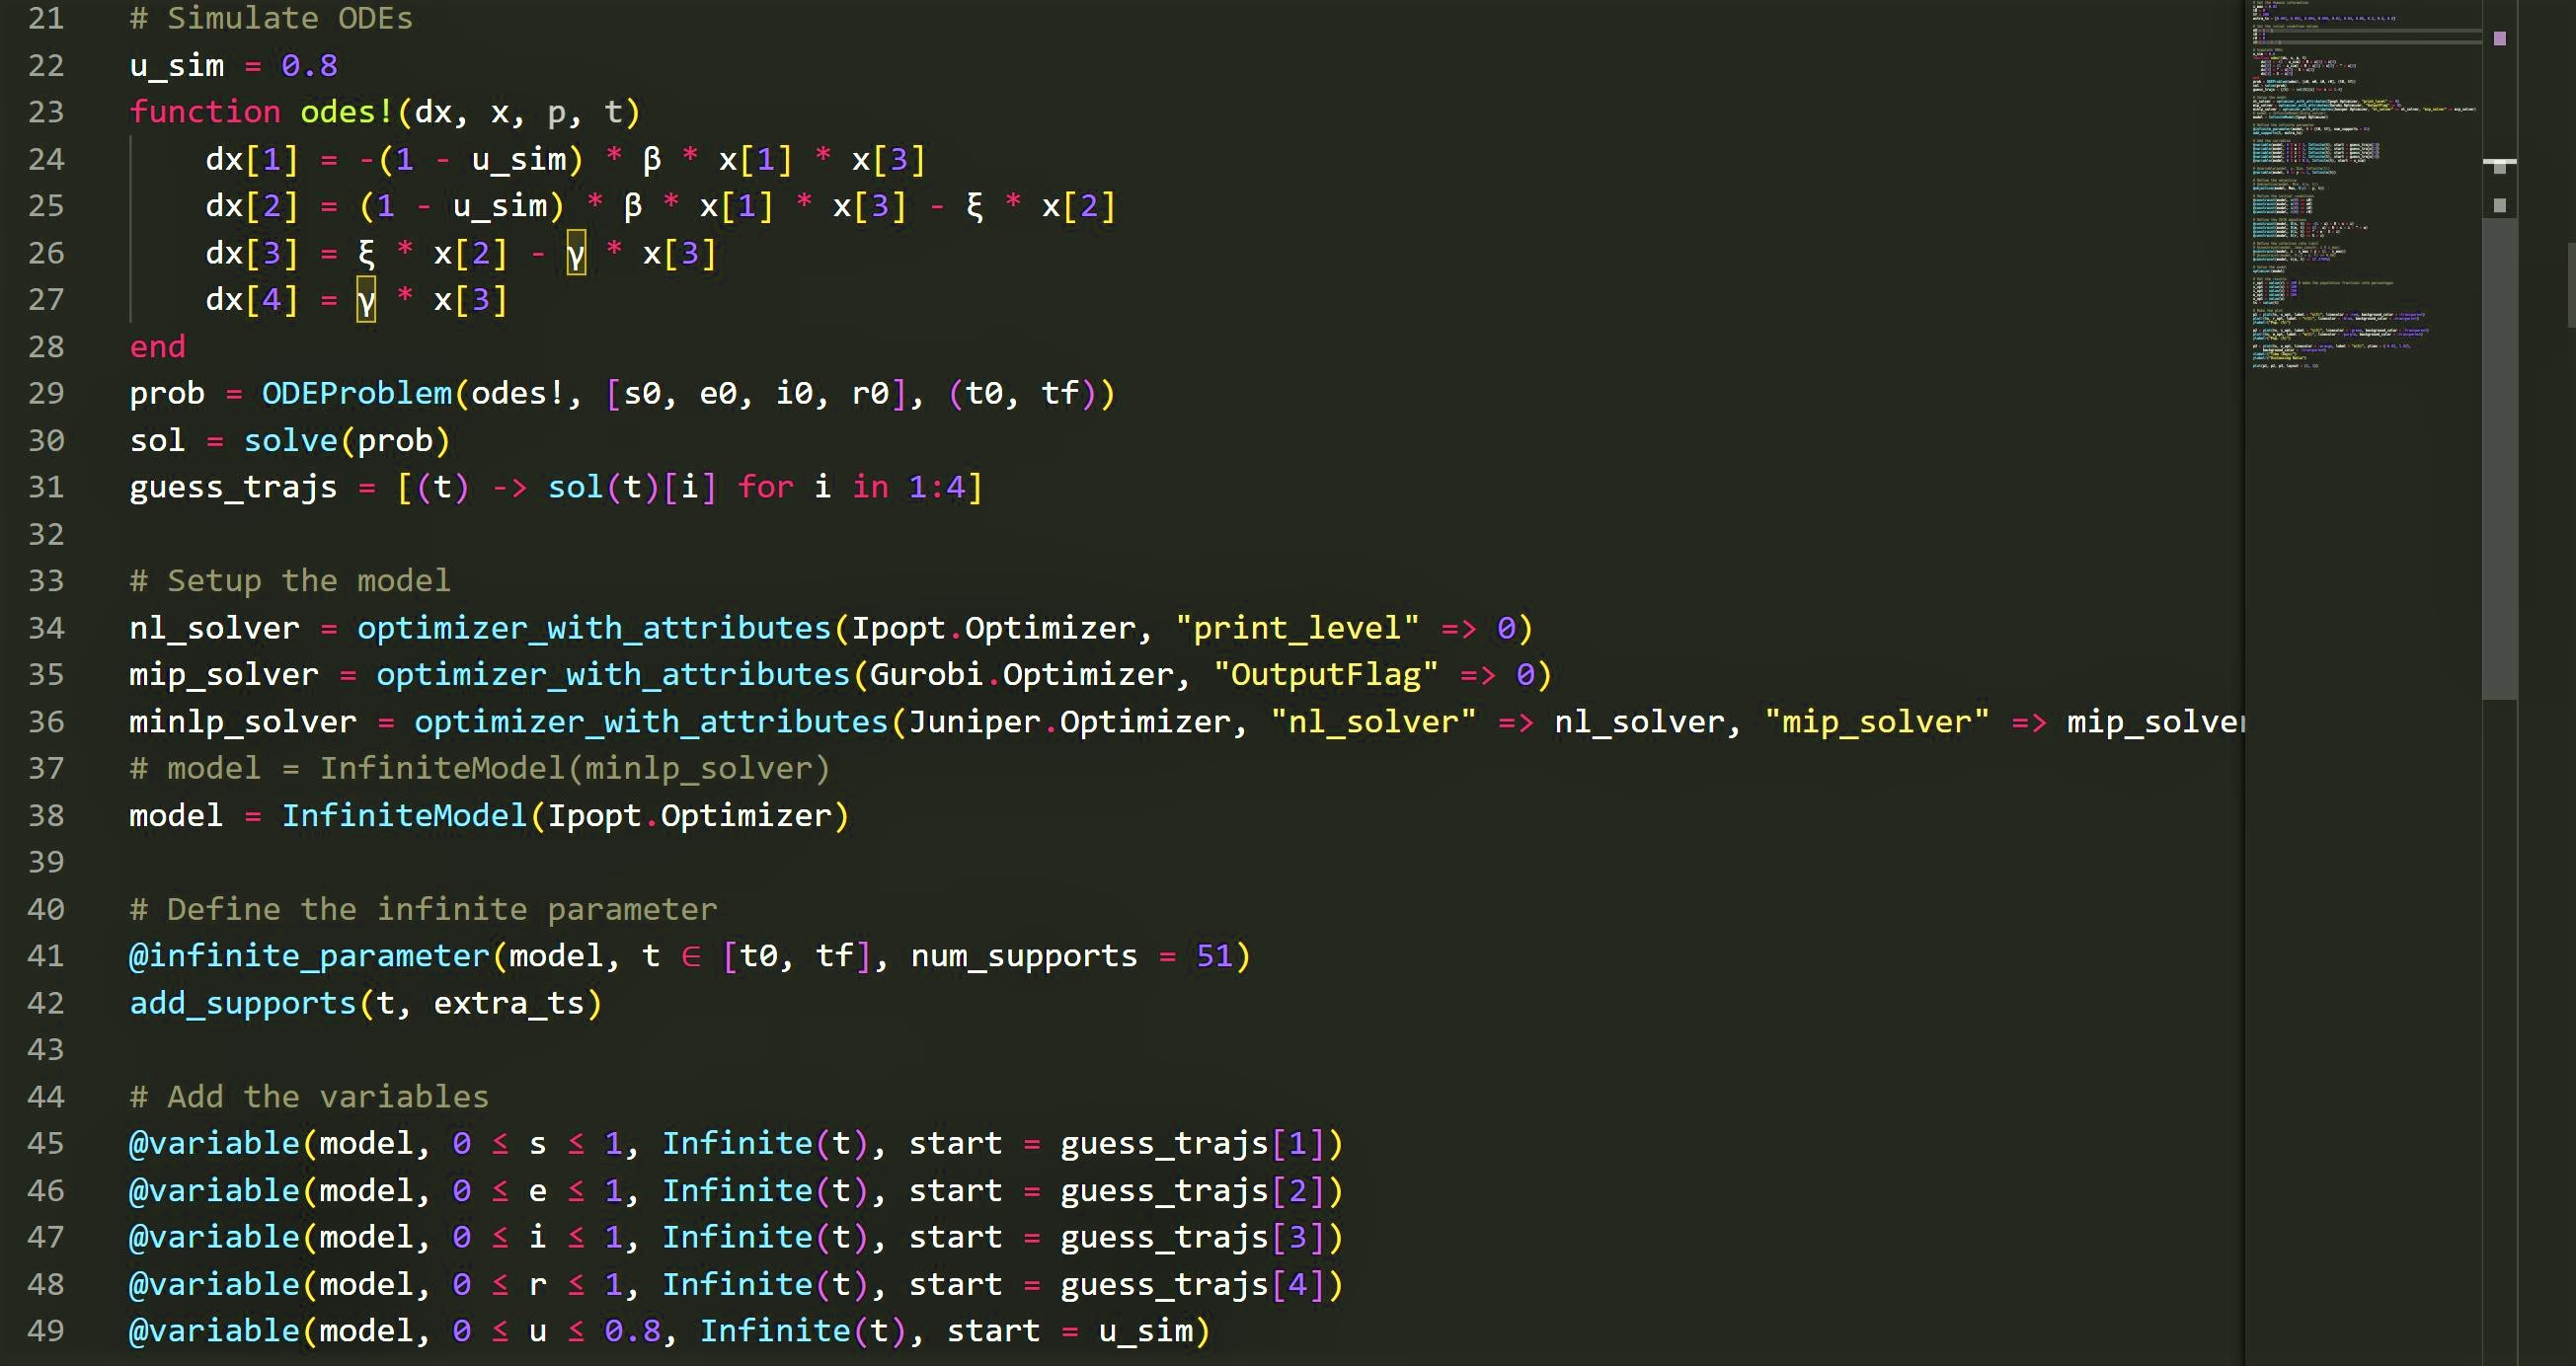 21 # Simulate ODEs
22 u_sim = 0.8
23 function odes!(dx, x, p, t)
24     dx[1] = -(1 - u_sim) * β * x[1] * x[3]
25     dx[2] = (1 - u_sim) * β * x[1] * x[3] - ξ * x[2]
26     dx[3] = ξ * x[2] - γ * x[3]
27     dx[4] = γ * x[3]
28 end
29 prob = ODEProblem(odes!, [s0, e0, i0, r0], (t0, tf))
30 sol = solve(prob)
31 guess_trajs = [(t) -> sol(t)[i] for i in 1:4]
32
33 # Setup the model
34 nl_solver = optimizer_with_attributes(Ipopt.Optimizer, "print_level" => 0)
35 mip_solver = optimizer_with_attributes(Gurobi.Optimizer, "OutputFlag" => 0)
36 minlp_solver = optimizer_with_attributes(Juniper.Optimizer, "nl_solver" => nl_solver, "mip_solver" => mip_solver
37 # model = InfiniteModel(minlp_solver)
38 model = InfiniteModel(Ipopt.Optimizer)
39
40 # Define the infinite parameter
41 @infinite_parameter(model, t ∈ [t0, tf], num_supports = 51)
42 add_supports(t, extra_ts)
43
44 # Add the variables
45 @variable(model, 0 ≤ s ≤ 1, Infinite(t), start = guess_trajs[1])
46 @variable(model, 0 ≤ e ≤ 1, Infinite(t), start = guess_trajs[2])
47 @variable(model, 0 ≤ i ≤ 1, Infinite(t), start = guess_trajs[3])
48 @variable(model, 0 ≤ r ≤ 1, Infinite(t), start = guess_trajs[4])
49 @variable(model, 0 ≤ u ≤ 0.8, Infinite(t), start = u_sim)